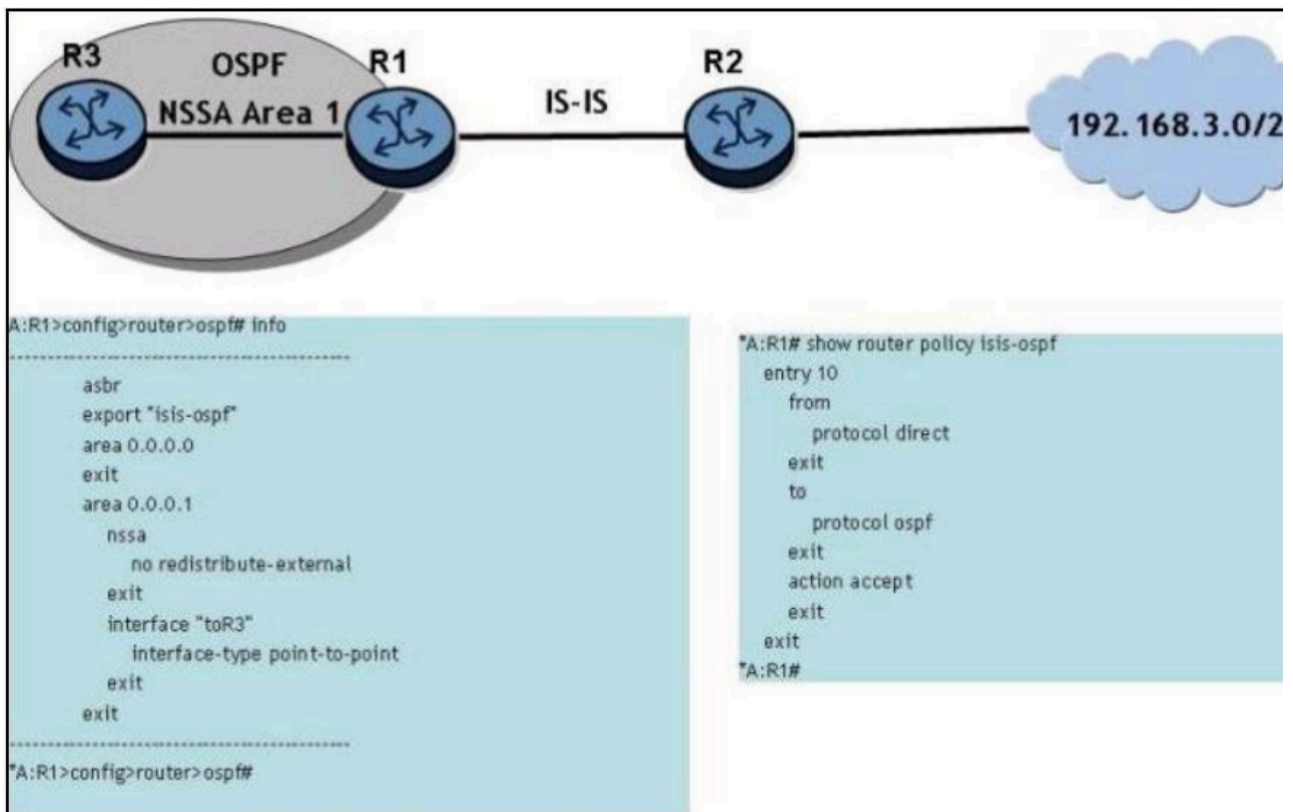 R3
OSPF
R1
R2
NSSA Area 1
IS-IS
192.168.3.0/2
A:R1>config>router>ospf# info
----------------------------------------------
asbr
export "isis-ospf"
area 0.0.0.0
exit
area 0.0.0.1
nssa
no redistribute-external
exit
interface "toR3"
interface-type point-to-point
exit
exit
----------------------------------------------
*A:R1>config>router>ospf#
*A:R1# show router policy isis-ospf
entry 10
from
protocol direct
exit
to
protocol ospf
exit
action accept
exit
exit
*A:R1#